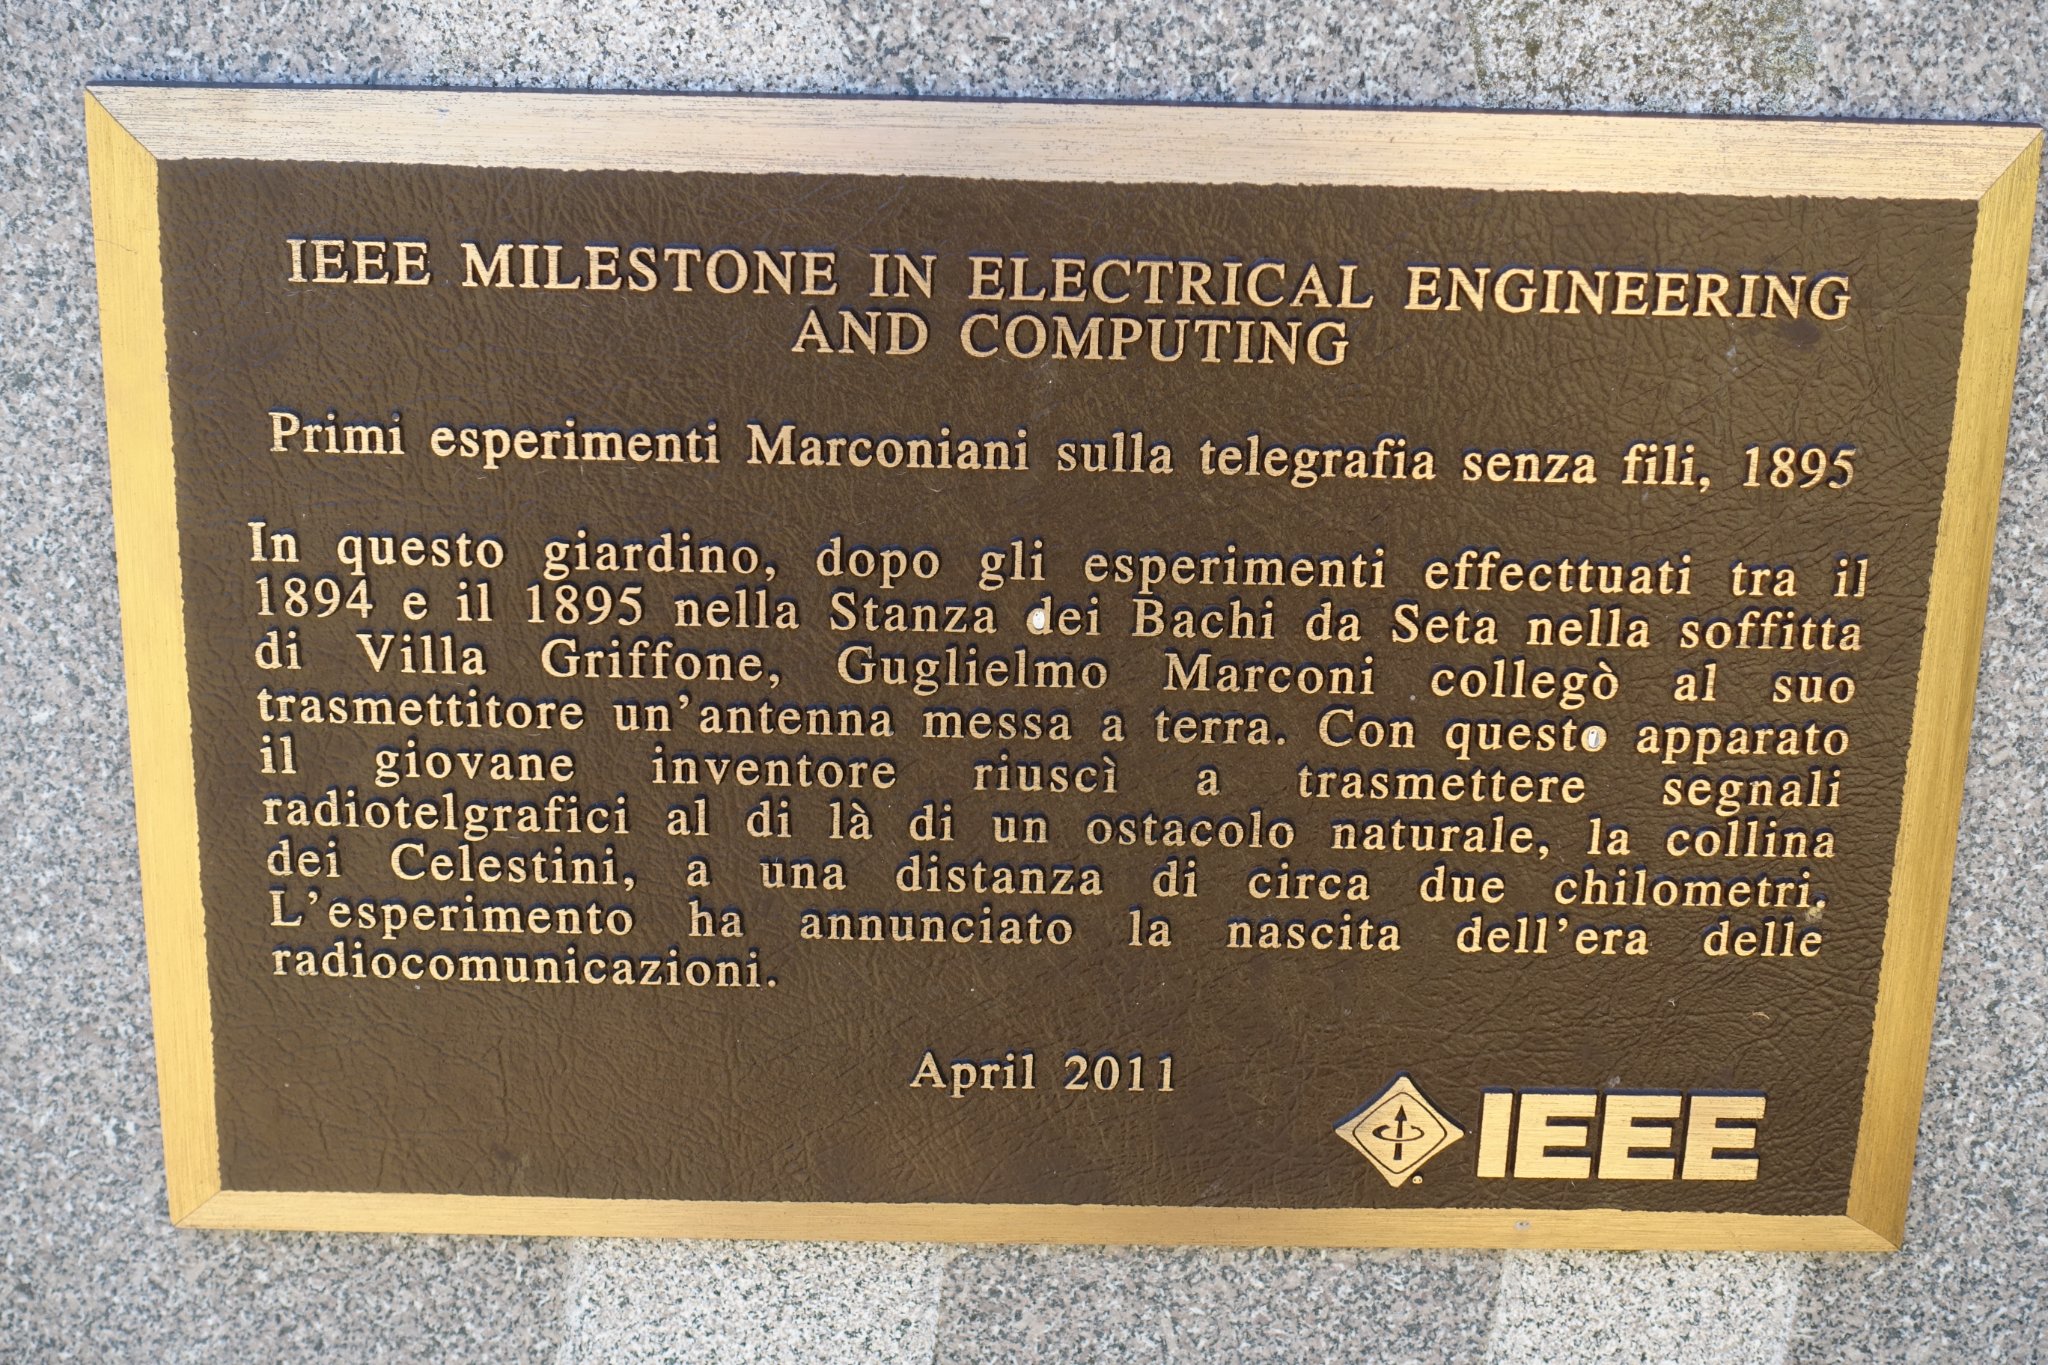 IEEE MILESTONE IN ELECTRICAL ENGINEERING
AND COMPUTING
Primi esperimenti Marconiani sulla telegrafia senza fili, 1895
In questo giardino, dopo gli esperimenti effecttuati tra il
1894 e il 1895 nella Stanza dei Bachi da Seta nella soffitta
di Villa Griffone, Guglielmo Marconi collegò al suo
trasmettitore un'antenna messa a terra. Con questo apparato
il giovane inventore riuscì a trasmettere segnali
radiotelgrafici al di là di un ostacolo naturale, la collina
dei Celestini, a una distanza di circa due chilometri.
L'esperimento ha annunciato la nascita dell'era delle
radiocomunicazioni.
April 2011
IEEE